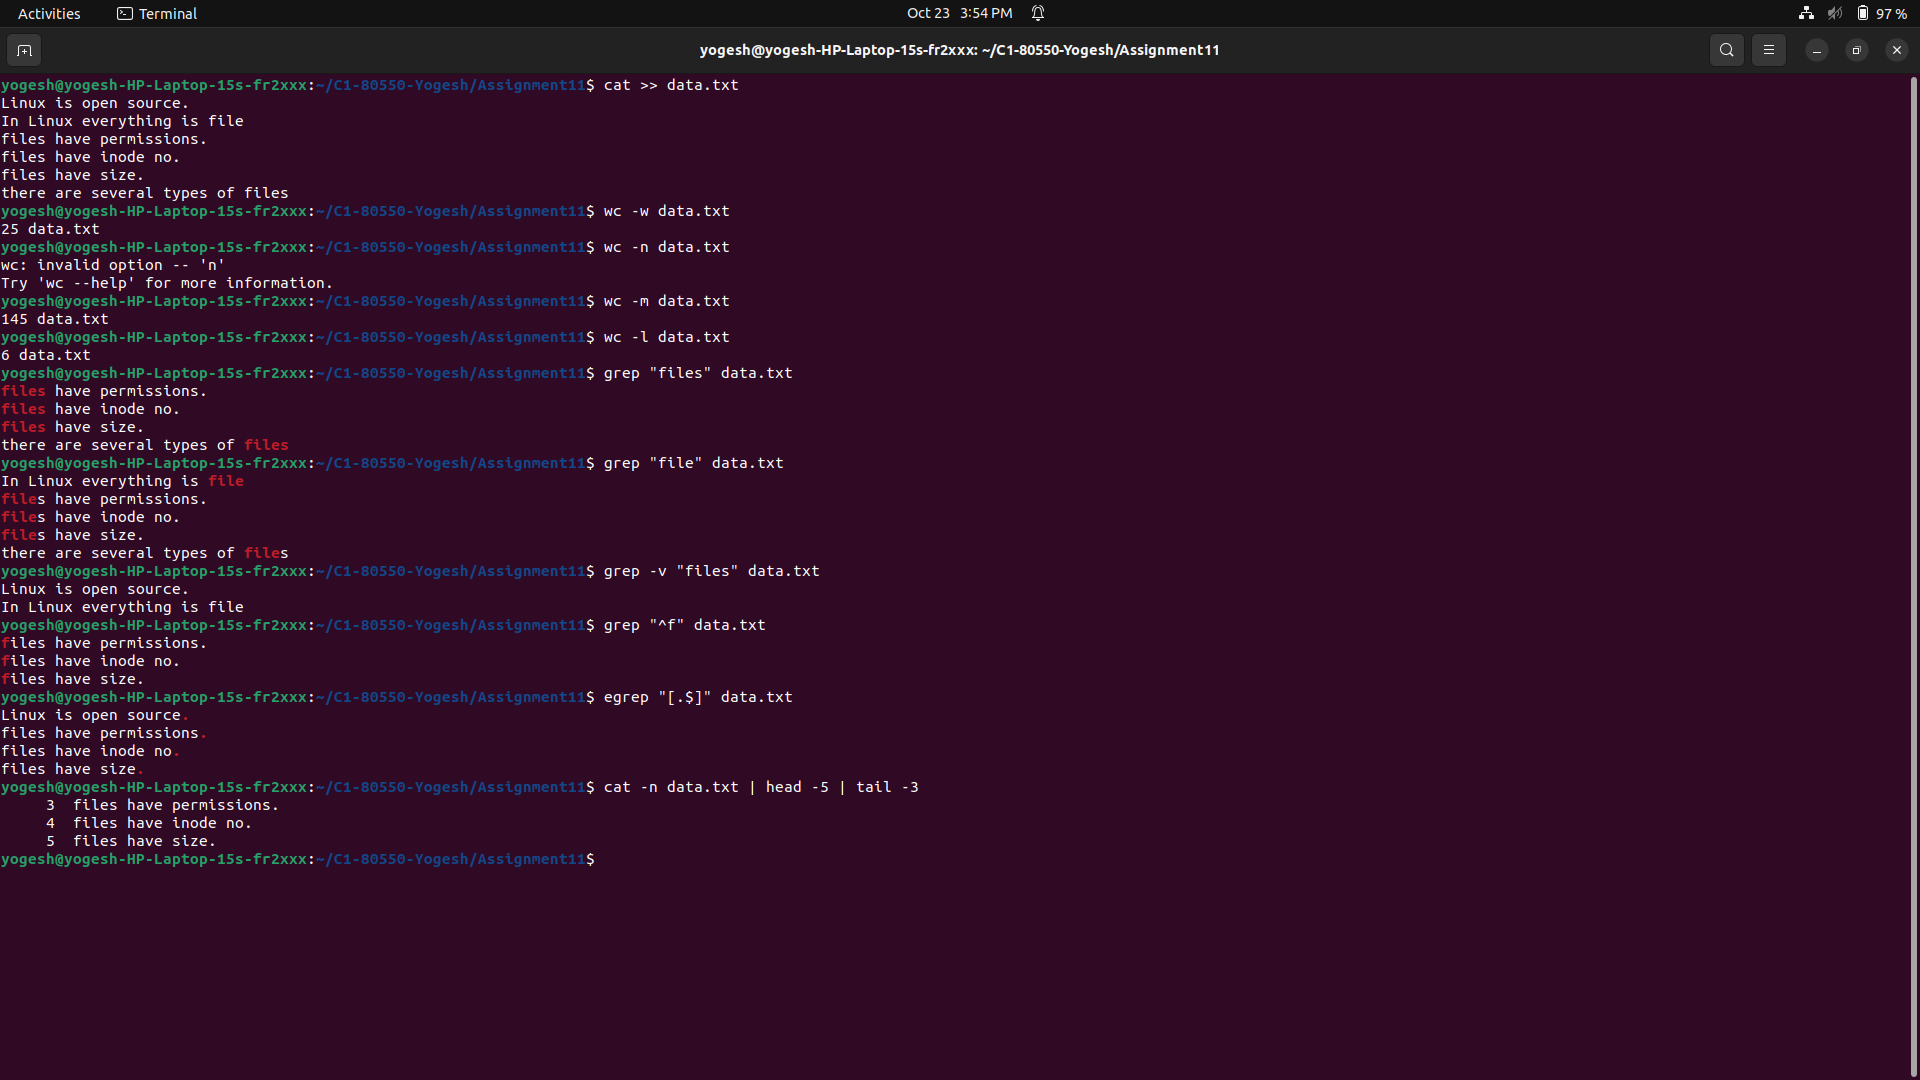 Activities Terminal Oct 23 3:54 PM 97 %
yogesh@yogesh-HP-Laptop-15s-fr2xxx: ~/C1-80550-Yogesh/Assignment11
yogesh@yogesh-HP-Laptop-15s-fr2xxx:~/C1-80550-Yogesh/Assignment11$ cat >> data.txt
Linux is open source.
In Linux everything is file
files have permissions.
files have inode no.
files have size.
there are several types of files
yogesh@yogesh-HP-Laptop-15s-fr2xxx:~/C1-80550-Yogesh/Assignment11$ wc -w data.txt
25 data.txt
yogesh@yogesh-HP-Laptop-15s-fr2xxx:~/C1-80550-Yogesh/Assignment11$ wc -n data.txt
wc: invalid option -- 'n'
Try 'wc --help' for more information.
yogesh@yogesh-HP-Laptop-15s-fr2xxx:~/C1-80550-Yogesh/Assignment11$ wc -m data.txt
145 data.txt
yogesh@yogesh-HP-Laptop-15s-fr2xxx:~/C1-80550-Yogesh/Assignment11$ wc -l data.txt
6 data.txt
yogesh@yogesh-HP-Laptop-15s-fr2xxx:~/C1-80550-Yogesh/Assignment11$ grep "files" data.txt
files have permissions.
files have inode no.
files have size.
there are several types of files
yogesh@yogesh-HP-Laptop-15s-fr2xxx:~/C1-80550-Yogesh/Assignment11$ grep "file" data.txt
In Linux everything is file
files have permissions.
files have inode no.
files have size.
there are several types of files
yogesh@yogesh-HP-Laptop-15s-fr2xxx:~/C1-80550-Yogesh/Assignment11$ grep -v "files" data.txt
Linux is open source.
In Linux everything is file
yogesh@yogesh-HP-Laptop-15s-fr2xxx:~/C1-80550-Yogesh/Assignment11$ grep "^f" data.txt
files have permissions.
files have inode no.
files have size.
yogesh@yogesh-HP-Laptop-15s-fr2xxx:~/C1-80550-Yogesh/Assignment11$ egrep "[.$]" data.txt
Linux is open source.
files have permissions.
files have inode no.
files have size.
yogesh@yogesh-HP-Laptop-15s-fr2xxx:~/C1-80550-Yogesh/Assignment11$ cat -n data.txt | head -5 | tail -3
     3  files have permissions.
     4  files have inode no.
     5  files have size.
yogesh@yogesh-HP-Laptop-15s-fr2xxx:~/C1-80550-Yogesh/Assignment11$